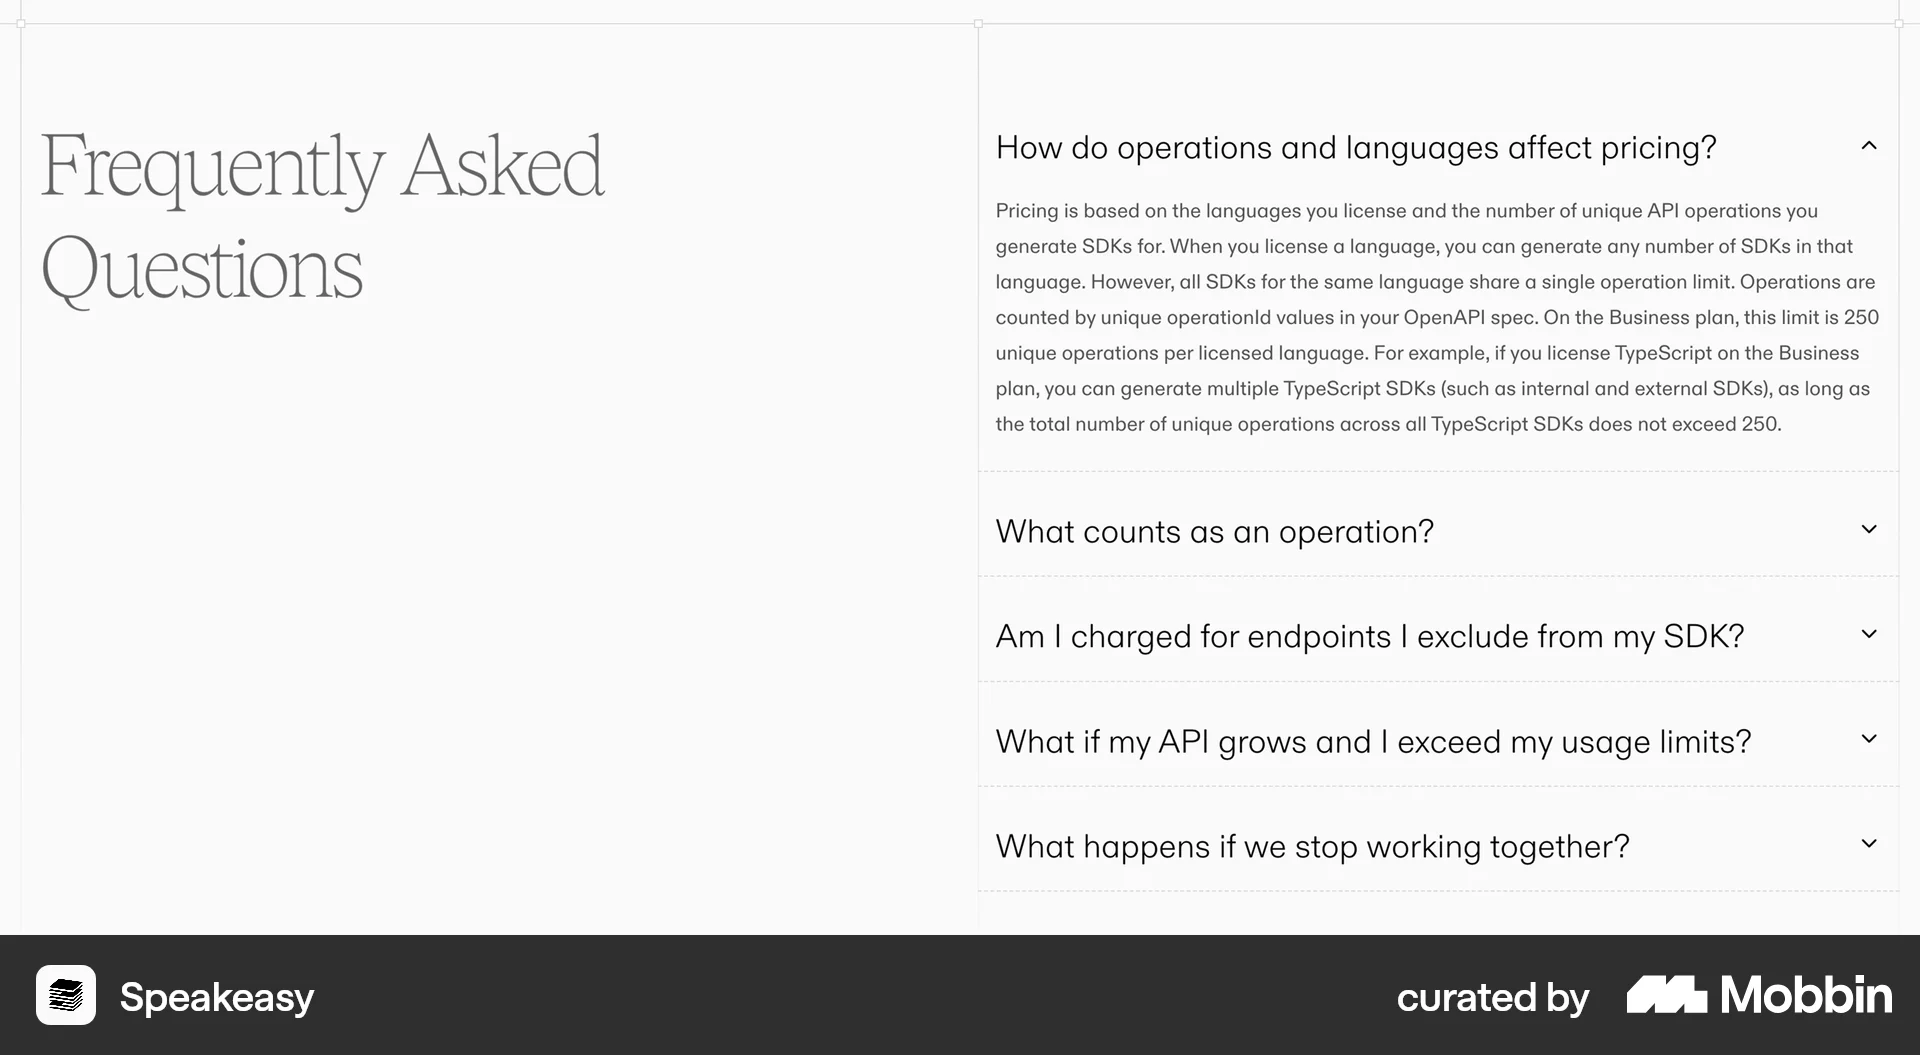 Frequently Asked
Questions
How do operations and languages affect pricing?
Pricing is based on the languages you license and the number of unique API operations you
generate SDKs for. When you license a language, you can generate any number of SDKs in that
language. However, all SDKs for the same language share a single operation limit. Operations are
counted by unique operationId values in your OpenAPI spec. On the Business plan, this limit is 250
unique operations per licensed language. For example, if you license TypeScript on the Business
plan, you can generate multiple TypeScript SDKs (such as internal and external SDKs), as long as
the total number of unique operations across all TypeScript SDKs does not exceed 250.
What counts as an operation?
Am I charged for endpoints I exclude from my SDK?
What if my API grows and I exceed my usage limits?
What happens if we stop working together?
Speakeasy
curated by Mobbin